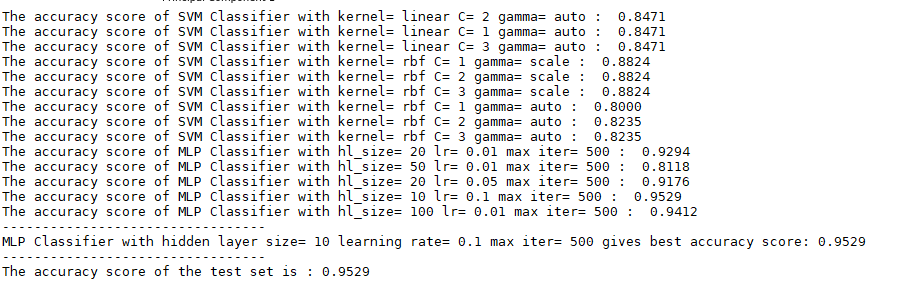 The accuracy score of SVM Classifier with kernel= linear C= 2 gamma= auto :  0.8471
The accuracy score of SVM Classifier with kernel= linear C= 1 gamma= auto :  0.8471
The accuracy score of SVM Classifier with kernel= linear C= 3 gamma= auto :  0.8471
The accuracy score of SVM Classifier with kernel= rbf C= 1 gamma= scale :  0.8824
The accuracy score of SVM Classifier with kernel= rbf C= 2 gamma= scale :  0.8824
The accuracy score of SVM Classifier with kernel= rbf C= 3 gamma= scale :  0.8824
The accuracy score of SVM Classifier with kernel= rbf C= 1 gamma= auto :  0.8000
The accuracy score of SVM Classifier with kernel= rbf C= 2 gamma= auto :  0.8235
The accuracy score of SVM Classifier with kernel= rbf C= 3 gamma= auto :  0.8235
The accuracy score of MLP Classifier with hl_size= 20 lr= 0.01 max iter= 500 :  0.9294
The accuracy score of MLP Classifier with hl_size= 50 lr= 0.01 max iter= 500 :  0.8118
The accuracy score of MLP Classifier with hl_size= 20 lr= 0.05 max iter= 500 :  0.9176
The accuracy score of MLP Classifier with hl_size= 10 lr= 0.1 max iter= 500 :  0.9529
The accuracy score of MLP Classifier with hl_size= 100 lr= 0.01 max iter= 500 :  0.9412
---------------------------------
MLP Classifier with hidden layer size= 10 learning rate= 0.1 max iter= 500 gives best accuracy score: 0.9529
---------------------------------
The accuracy score of the test set is : 0.9529